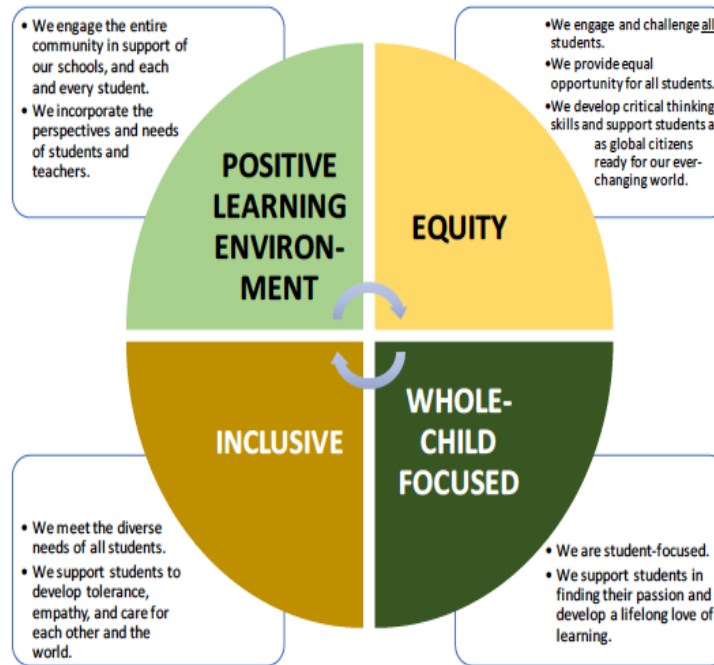 • We engage the entire
community in support of
our schools, and each
and every student.
• We incorporate the
perspectives and needs
of students and
teachers.
•We engage and challenge all
students.
•We provide equal
opportunity for all students.
•We develop critical thinking
skills and support students a
as global citizens
ready for our ever-
changing world.
POSITIVE
LEARNING
ENVIRON-
MENT
EQUITY
INCLUSIVE
WHOLE-
CHILD
FOCUSED
• We meet the diverse
needs of all students.
• We support students to
develop tolerance,
empathy, and care for
each other and the
world.
• We are student-focused.
• We support students in
finding their passion and
develop a lifelong love of
learning.